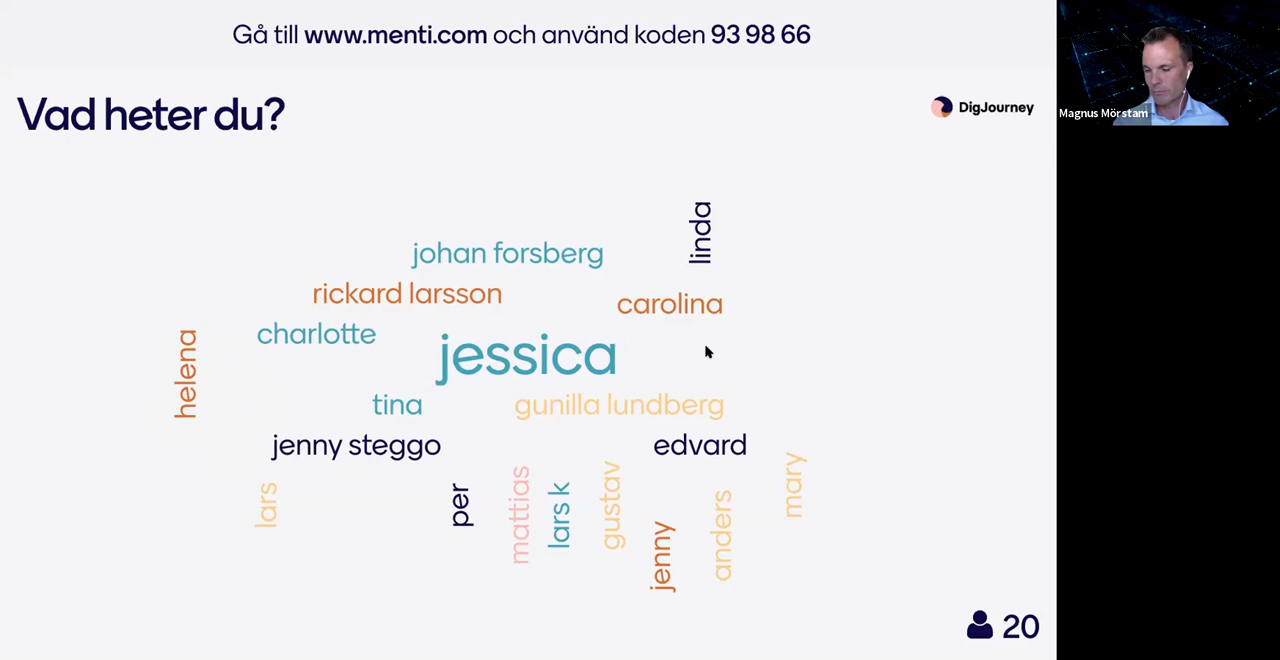 Gå till www.menti.com och använd koden 93 98 66
Vad heter du?
DigJourney
Magnus Mörstam
linda
johan forsberg
rickard larsson
carolina
charlotte
helena
jessica
tina
gunilla lundberg
jenny steggo
edvard
lars
per
mattias
lars k
gustav
jenny
anders
mary
20